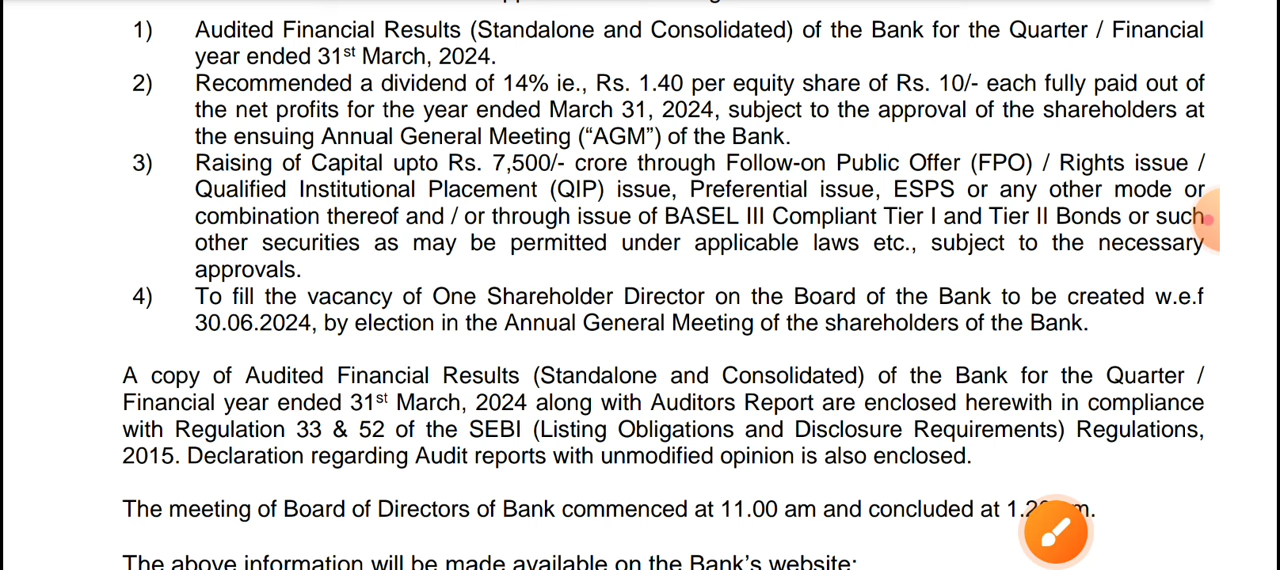 1) Audited Financial Results (Standalone and Consolidated) of the Bank for the Quarter / Financial
year ended 31st March, 2024.
2) Recommended a dividend of 14% ie., Rs. 1.40 per equity share of Rs. 10/- each fully paid out of
the net profits for the year ended March 31, 2024, subject to the approval of the shareholders at
the ensuing Annual General Meeting (“AGM”) of the Bank.
3) Raising of Capital upto Rs. 7,500/- crore through Follow-on Public Offer (FPO) / Rights issue /
Qualified Institutional Placement (QIP) issue, Preferential issue, ESPS or any other mode or
combination thereof and / or through issue of BASEL III Compliant Tier I and Tier II Bonds or such
other securities as may be permitted under applicable laws etc., subject to the necessary
approvals.
4) To fill the vacancy of One Shareholder Director on the Board of the Bank to be created w.e.f
30.06.2024, by election in the Annual General Meeting of the shareholders of the Bank.
A copy of Audited Financial Results (Standalone and Consolidated) of the Bank for the Quarter /
Financial year ended 31st March, 2024 along with Auditors Report are enclosed herewith in compliance
with Regulation 33 & 52 of the SEBI (Listing Obligations and Disclosure Requirements) Regulations,
2015. Declaration regarding Audit reports with unmodified opinion is also enclosed.
The meeting of Board of Directors of Bank commenced at 11.00 am and concluded at
The above information will be made available on the Bank’s website: